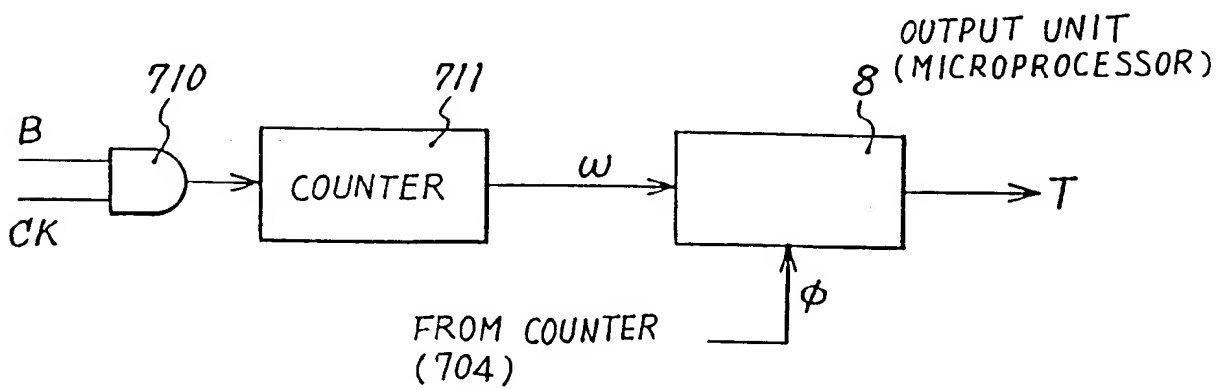 OUTPUT UNIT
(MICROPROCESSOR)
710
711
8
B
CK
COUNTER
ω
T
φ
FROM COUNTER
(704)